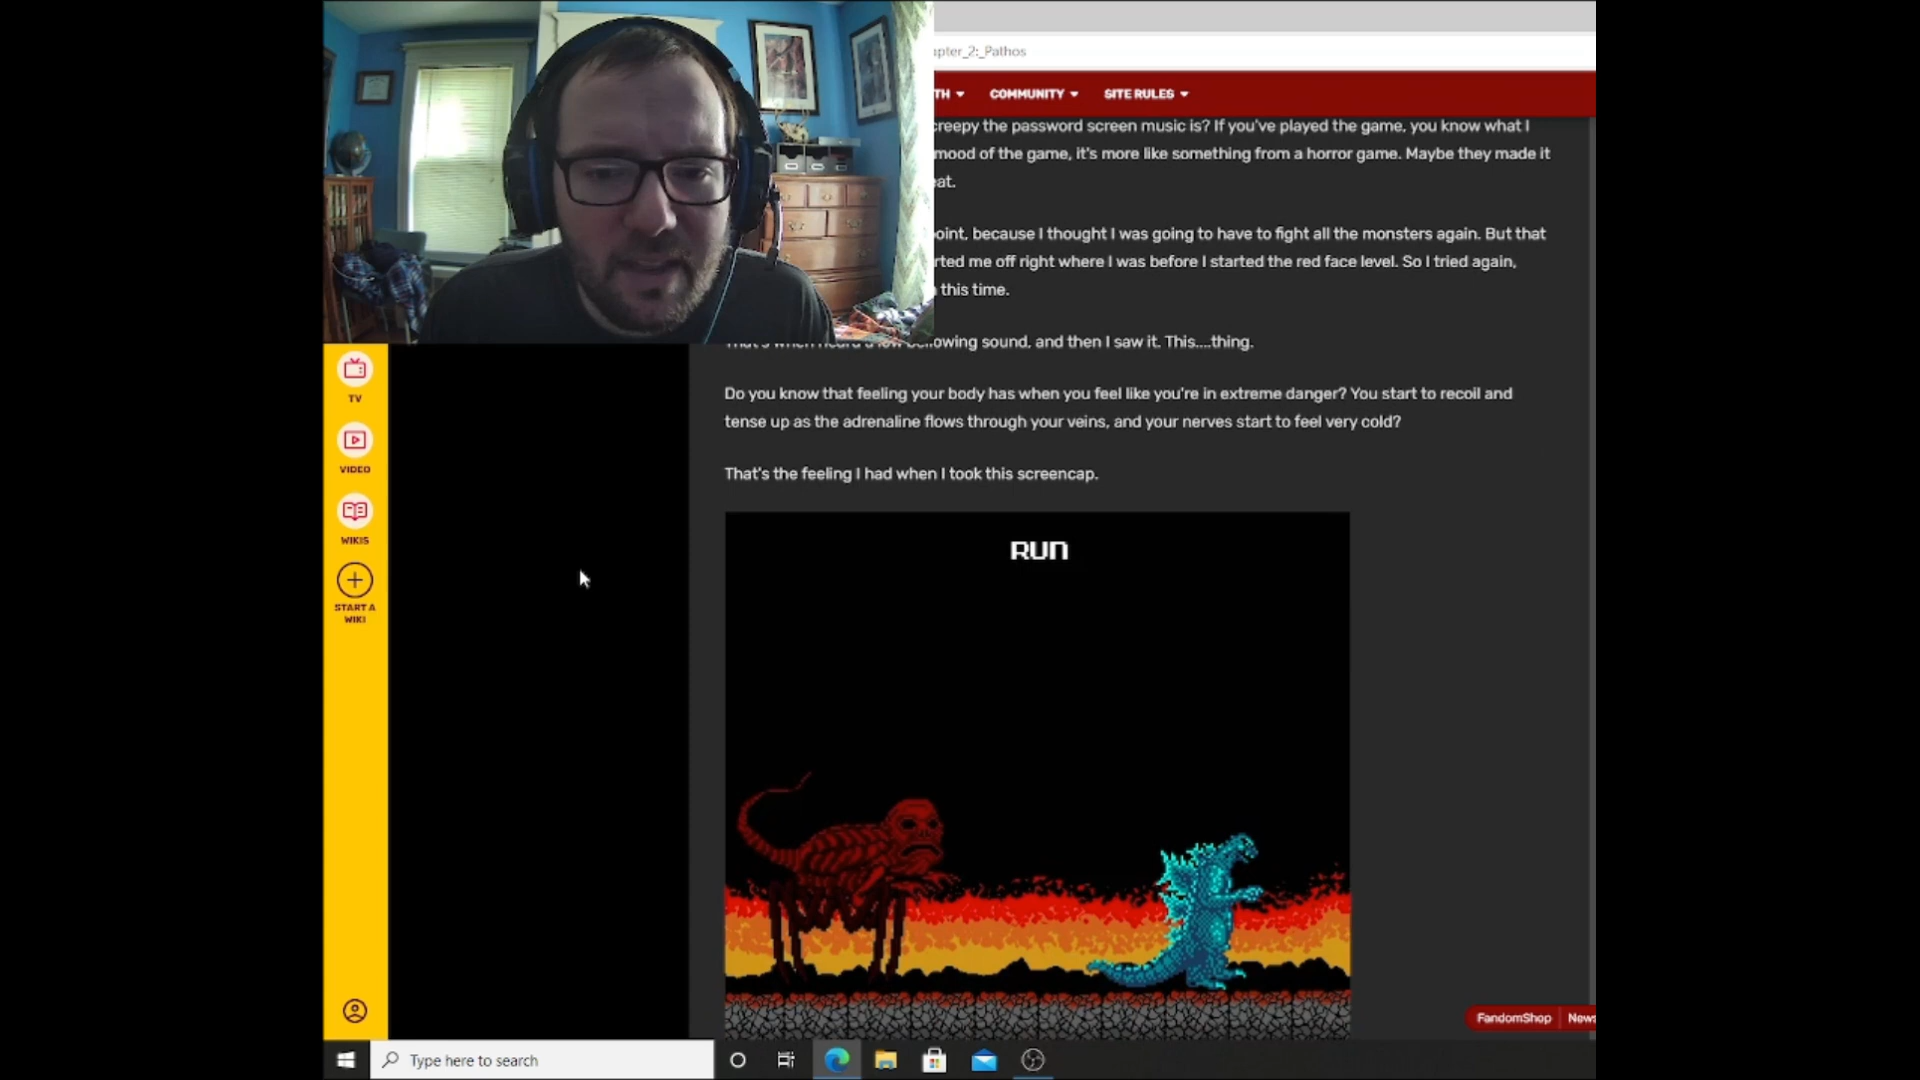 apter_2:_Pathos
TH
COMMUNITY
SITE RULES
creepy the password screen music is? If you've played the game, you know what I
mood of the game, it's more like something from a horror game. Maybe they made it
eat.
point, because I thought I was going to have to fight all the monsters again. But that
rted me off right where I was before I started the red face level. So I tried again,
this time.
owing sound, and then I saw it. This....thing.
Do you know that feeling your body has when you feel like you're in extreme danger? You start to recoil and
tense up as the adrenaline flows through your veins, and your nerves start to feel very cold?
That's the feeling I had when I took this screencap.
RUN
TV
VIDEO
WIKIS
START A
WIKI
FandomShop
News
Type here to search